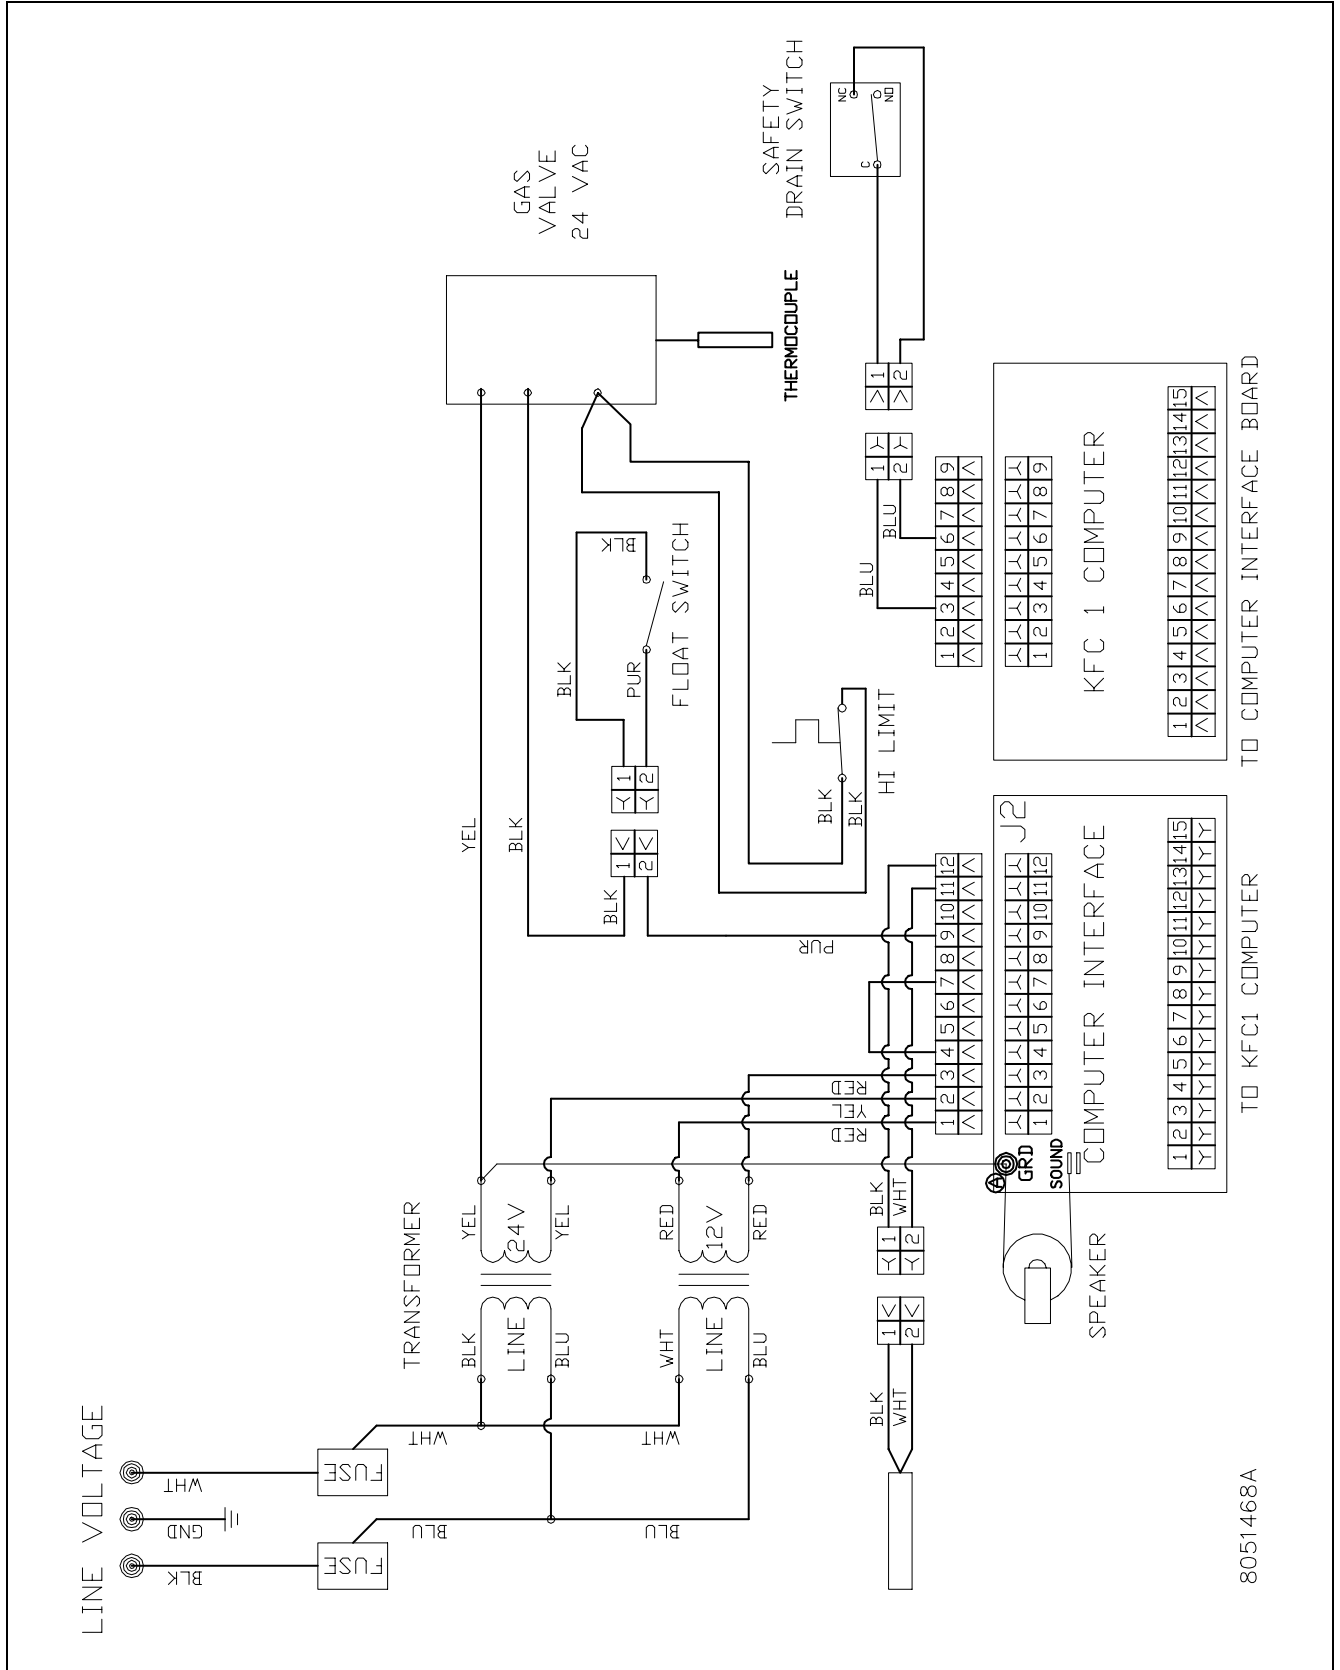 LINE VOLTAGE
BLK
GND
WHT
FUSE
FUSE
BLU
WHT
BLU
WHT
TRANSFORMER
BLK
LINE
BLU
YEL
24V
YEL
WHT
LINE
BLU
RED
12V
RED
YEL
BLK
GAS
VALVE
24 VAC
THERMOCOUPLE
BLK
1
2
1
2
BLK
BLK
PUR
FLOAT SWITCH
PUR
BLK
BLK
HI LIMIT
SAFETY
DRAIN SWITCH
C
NC
NO
1
2
1
2
BLU
BLU
1 2 3 4 5 6 7 8 9
1 2 3 4 5 6 7 8 9
KFC 1 COMPUTER
1 2 3 4 5 6 7 8 9 10 11 12 13 14 15
TO COMPUTER INTERFACE BOARD
RED
YEL
RED
BLK
WHT
1
2
1
2
BLK
WHT
1 2 3 4 5 6 7 8 9 10 11 12
1 2 3 4 5 6 7 8 9 10 11 12
J2
A
GRD
SOUND
COMPUTER INTERFACE
1 2 3 4 5 6 7 8 9 10 11 12 13 14 15
TO KFC1 COMPUTER
SPEAKER
8051468A